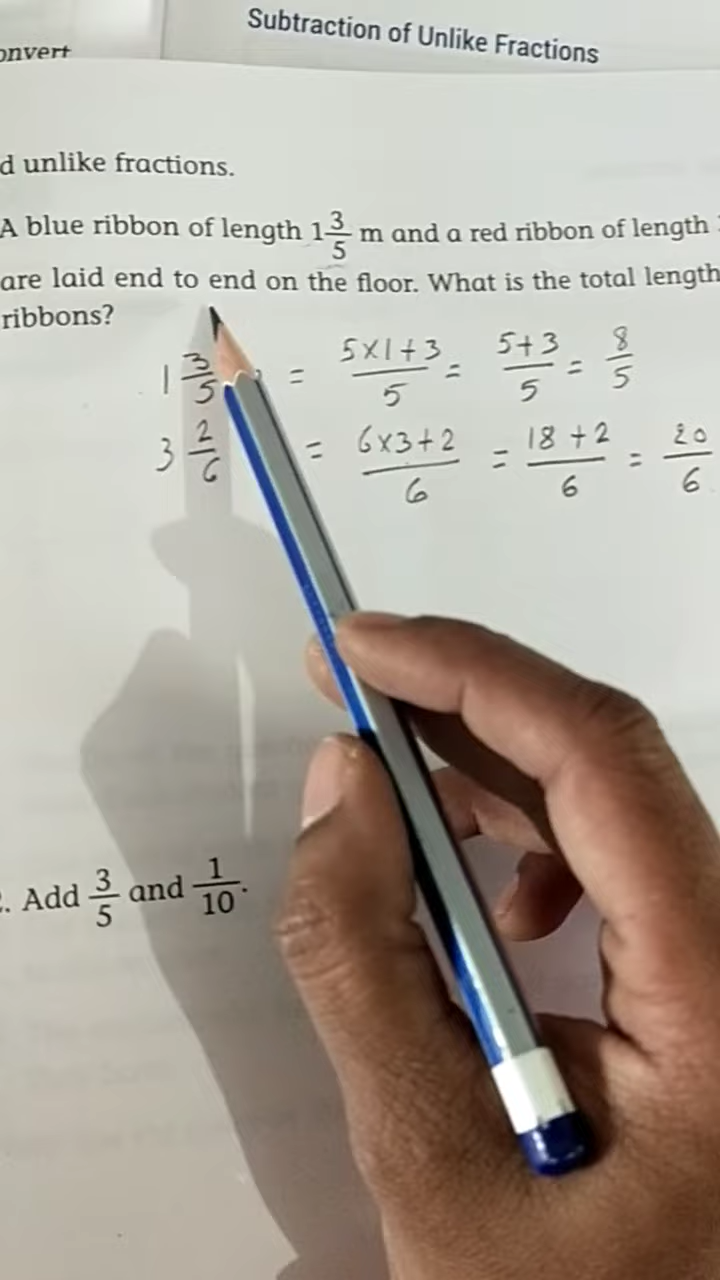 Subtraction of Unlike Fractions
onvert
d unlike fractions.
A blue ribbon of length 1 3/5 m and a red ribbon of length
are laid end to end on the floor. What is the total length
ribbons?
1 3/5 = 5×1+3/5 = 5+3/5 = 8/5
3 2/6 = 6×3+2/6 = 18+2/6 = 20/6
. Add 3/5 and 1/10.